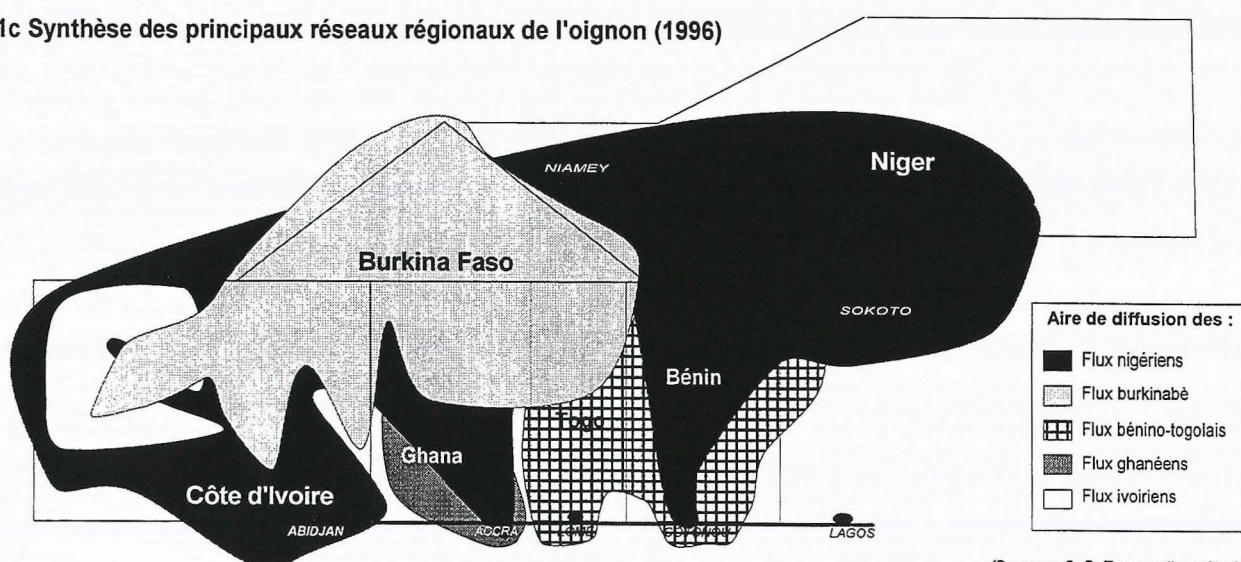 1c Synthèse des principaux réseaux régionaux de l'oignon (1996)
NIAMEY
Niger
Burkina Faso
SOKOTO
Aire de diffusion des :
Flux nigériens
Flux burkinabè
Flux bénino-togolais
Flux ghanéens
Flux ivoiriens
Bénin
Togo
Ghana
Côte d'Ivoire
ABIDJAN
ACCRA
LAGOS